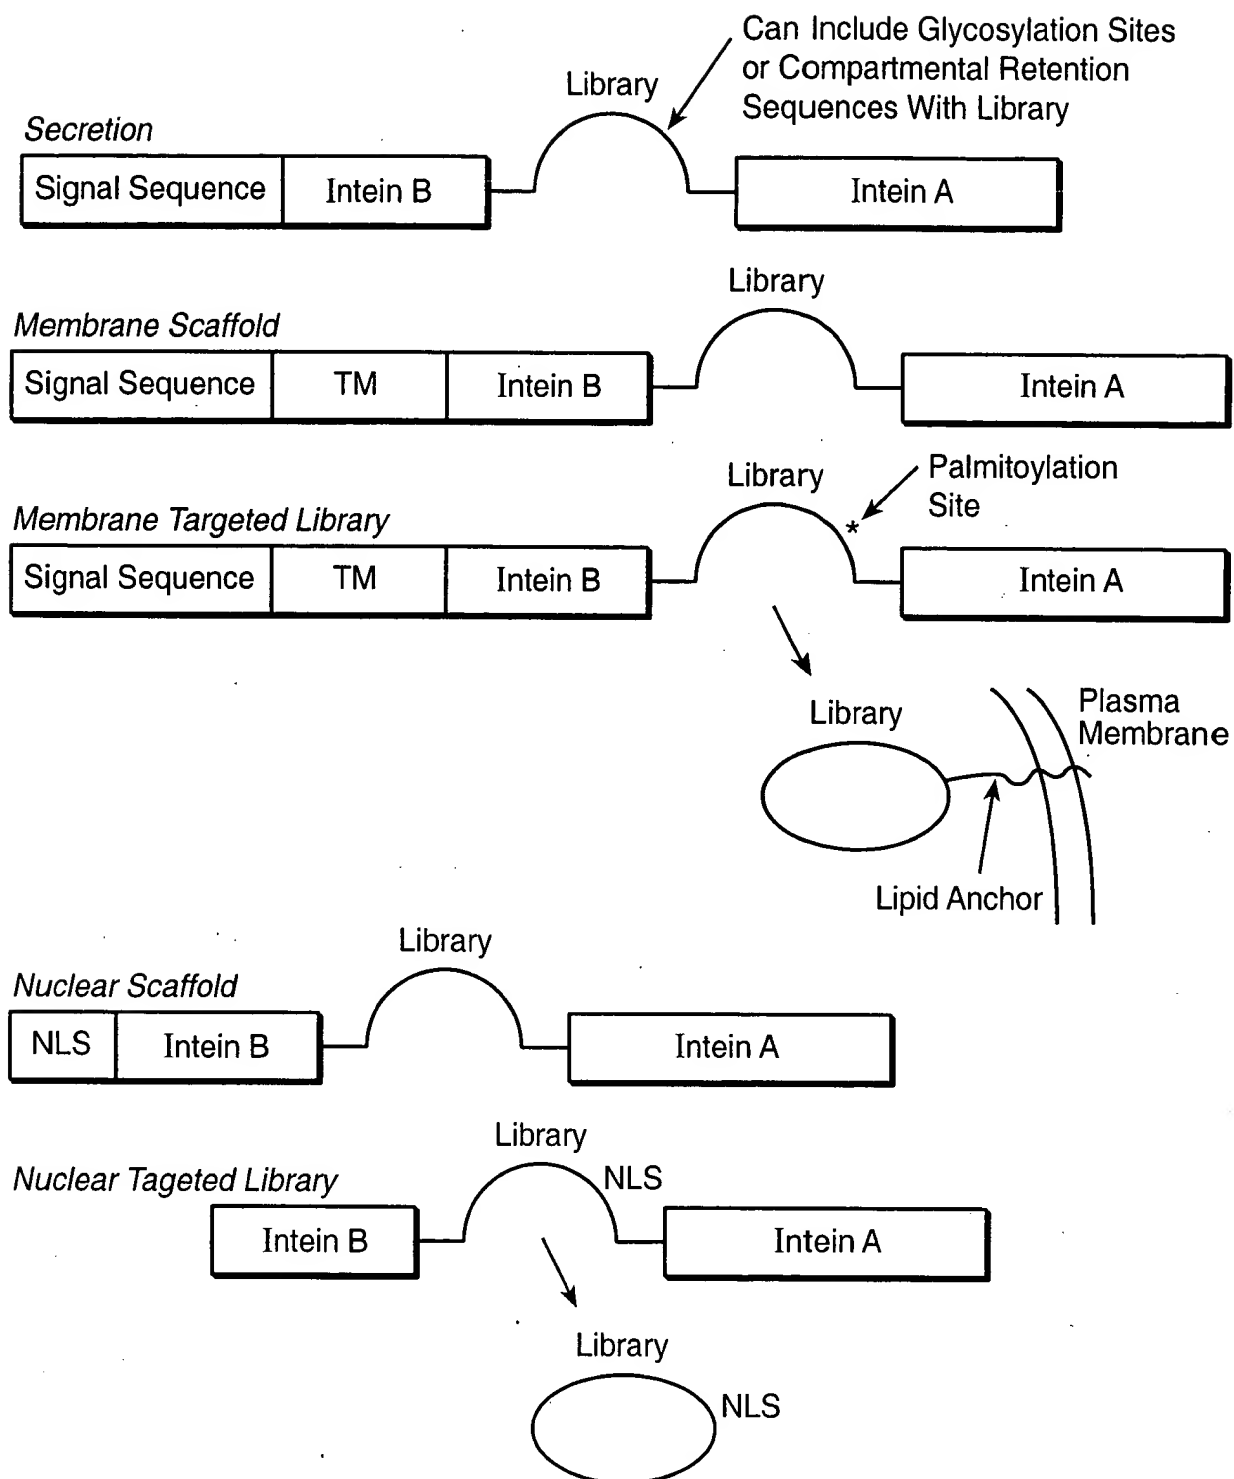 Can Include Glycosylation Sites
or Compartmental Retention
Sequences With Library
Library
Secretion
Signal Sequence
Intein B
Intein A
Library
Membrane Scaffold
Signal Sequence
TM
Intein B
Intein A
Library
Palmitoylation
Site
*
Membrane Targeted Library
Signal Sequence
TM
Intein B
Intein A
Library
Plasma
Membrane
Lipid Anchor
Library
Nuclear Scaffold
NLS
Intein B
Intein A
Library
NLS
Nuclear Tageted Library
Intein B
Intein A
Library
NLS